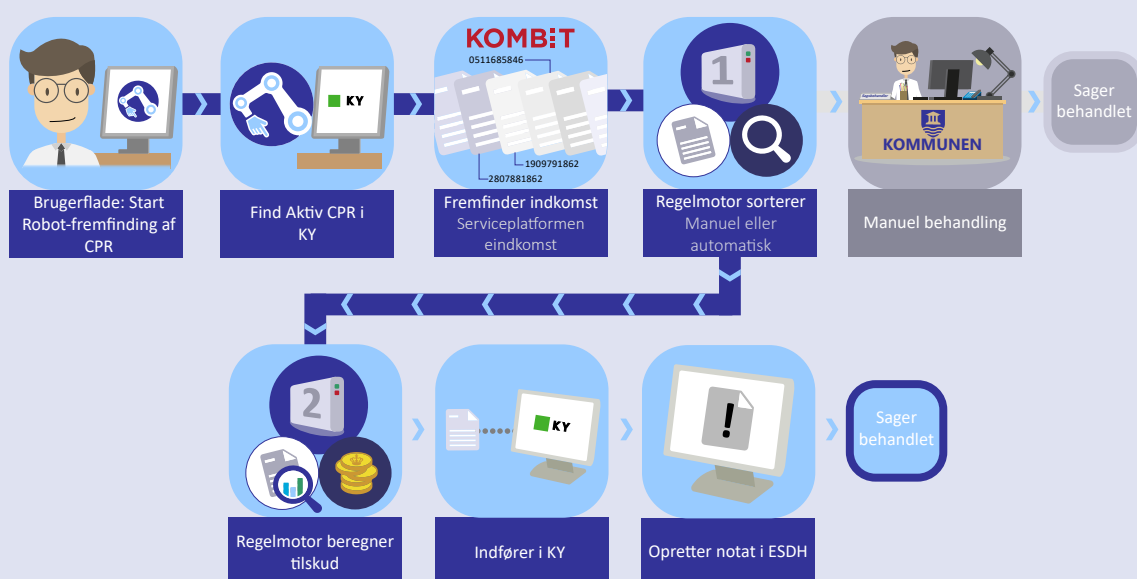 KOMBIT
0511685846
1909791862
2807881862
KY
1
KOMMUNEN
Sager
behandlet
Brugerflade: Start
Robot-fremfinding af
CPR
Find Aktiv CPR i
KY
Fremfinder indkomst
Serviceplatformen
eindkomst
Regelmotor sorterer
Manuel eller
automatisk
Manuel behandling
2
KY
!
Sager
behandlet
Regelmotor beregner
tilskud
Indfører i KY
Opretter notat i ESDH